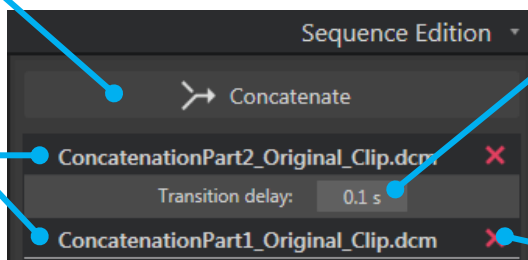 Sequence Edition
Concatenate
ConcatenationPart2_Original_Clip.dcm
Transition delay: 0.1 s
ConcatenationPart1_Original_Clip.dcm